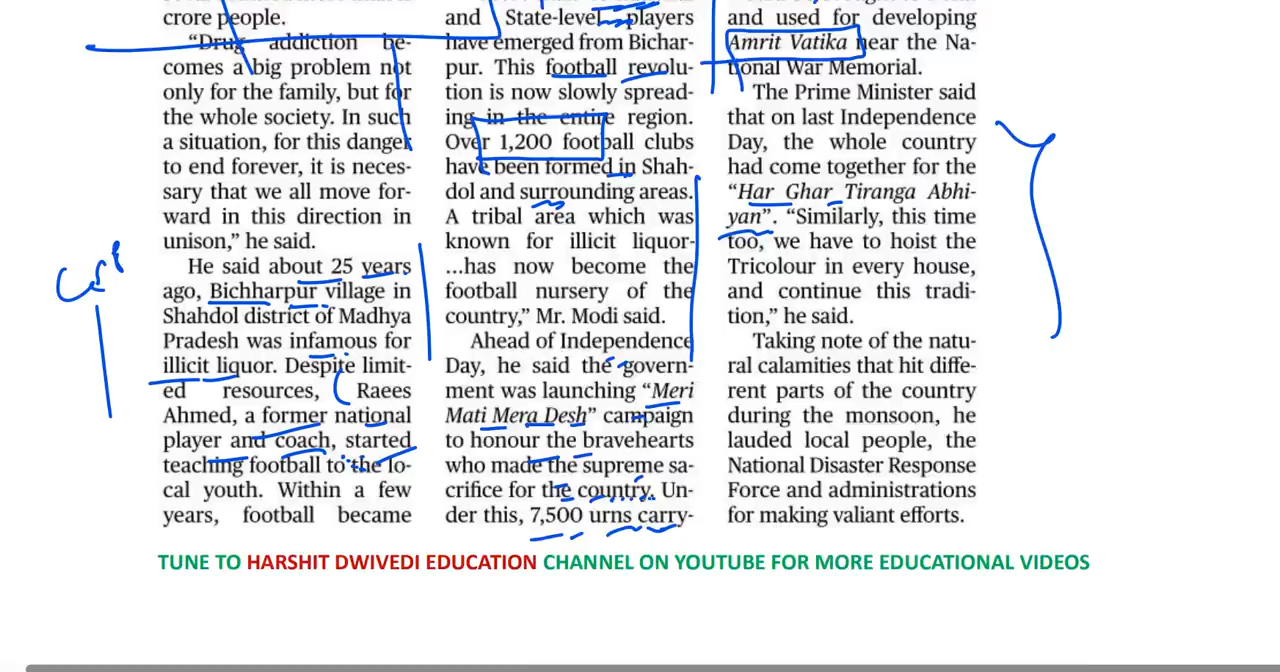 crore people.
“Drug addiction be-
comes a big problem not
only for the family, but for
the whole society. In such
a situation, for this danger
to end forever, it is neces-
sary that we all move for-
ward in this direction in
unison,” he said.
He said about 25 years
ago, Bichharpur village in
Shahdol district of Madhya
Pradesh was infamous for
illicit liquor. Despite limit-
ed resources, Raees
Ahmed, a former national
player and coach, started
teaching football to the lo-
cal youth. Within a few
years, football became
and State-level players
have emerged from Bichar-
pur. This football revolu-
tion is now slowly spread-
ing in the entire region.
Over 1,200 football clubs
have been formed in Shah-
dol and surrounding areas.
A tribal area which was
known for illicit liquor-
...has now become the
football nursery of the
country,” Mr. Modi said.
Ahead of Independence
Day, he said the govern-
ment was launching “Meri
Mati Mera Desh” campaign
to honour the bravehearts
who made the supreme sa-
crifice for the country. Un-
der this, 7,500 urns carry-
and used for developing
Amrit Vatika near the Na-
tional War Memorial.
The Prime Minister said
that on last Independence
Day, the whole country
had come together for the
“Har Ghar Tiranga Abhi-
yan”. “Similarly, this time
too, we have to hoist the
Tricolour in every house,
and continue this tradi-
tion,” he said.
Taking note of the natu-
ral calamities that hit diffe-
rent parts of the country
during the monsoon, he
lauded local people, the
National Disaster Response
Force and administrations
for making valiant efforts.
TUNE TO HARSHIT DWIVEDI EDUCATION CHANNEL ON YOUTUBE FOR MORE EDUCATIONAL VIDEOS